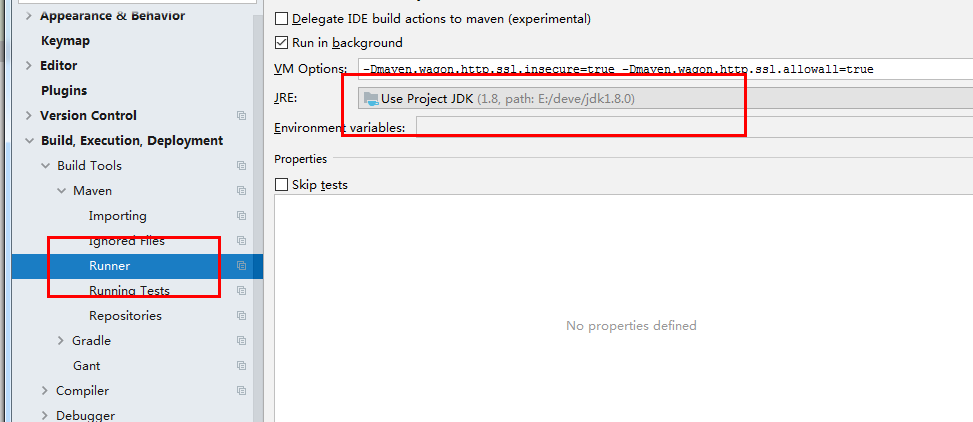 Appearance & Behavior
Keymap
Editor
Plugins
Version Control
Build, Execution, Deployment
Build Tools
Maven
Importing
Ignored Files
Runner
Running Tests
Repositories
Gradle
Gant
Compiler
Debugger
Delegate IDE build actions to maven (experimental)
Run in background
VM Options: -Dmaven.wagon.http.ssl.insecure=true -Dmaven.wagon.http.ssl.allowall=true
JRE: Use Project JDK (1.8, path: E:/deve/jdk1.8.0)
Environment variables:
Properties
Skip tests
No properties defined